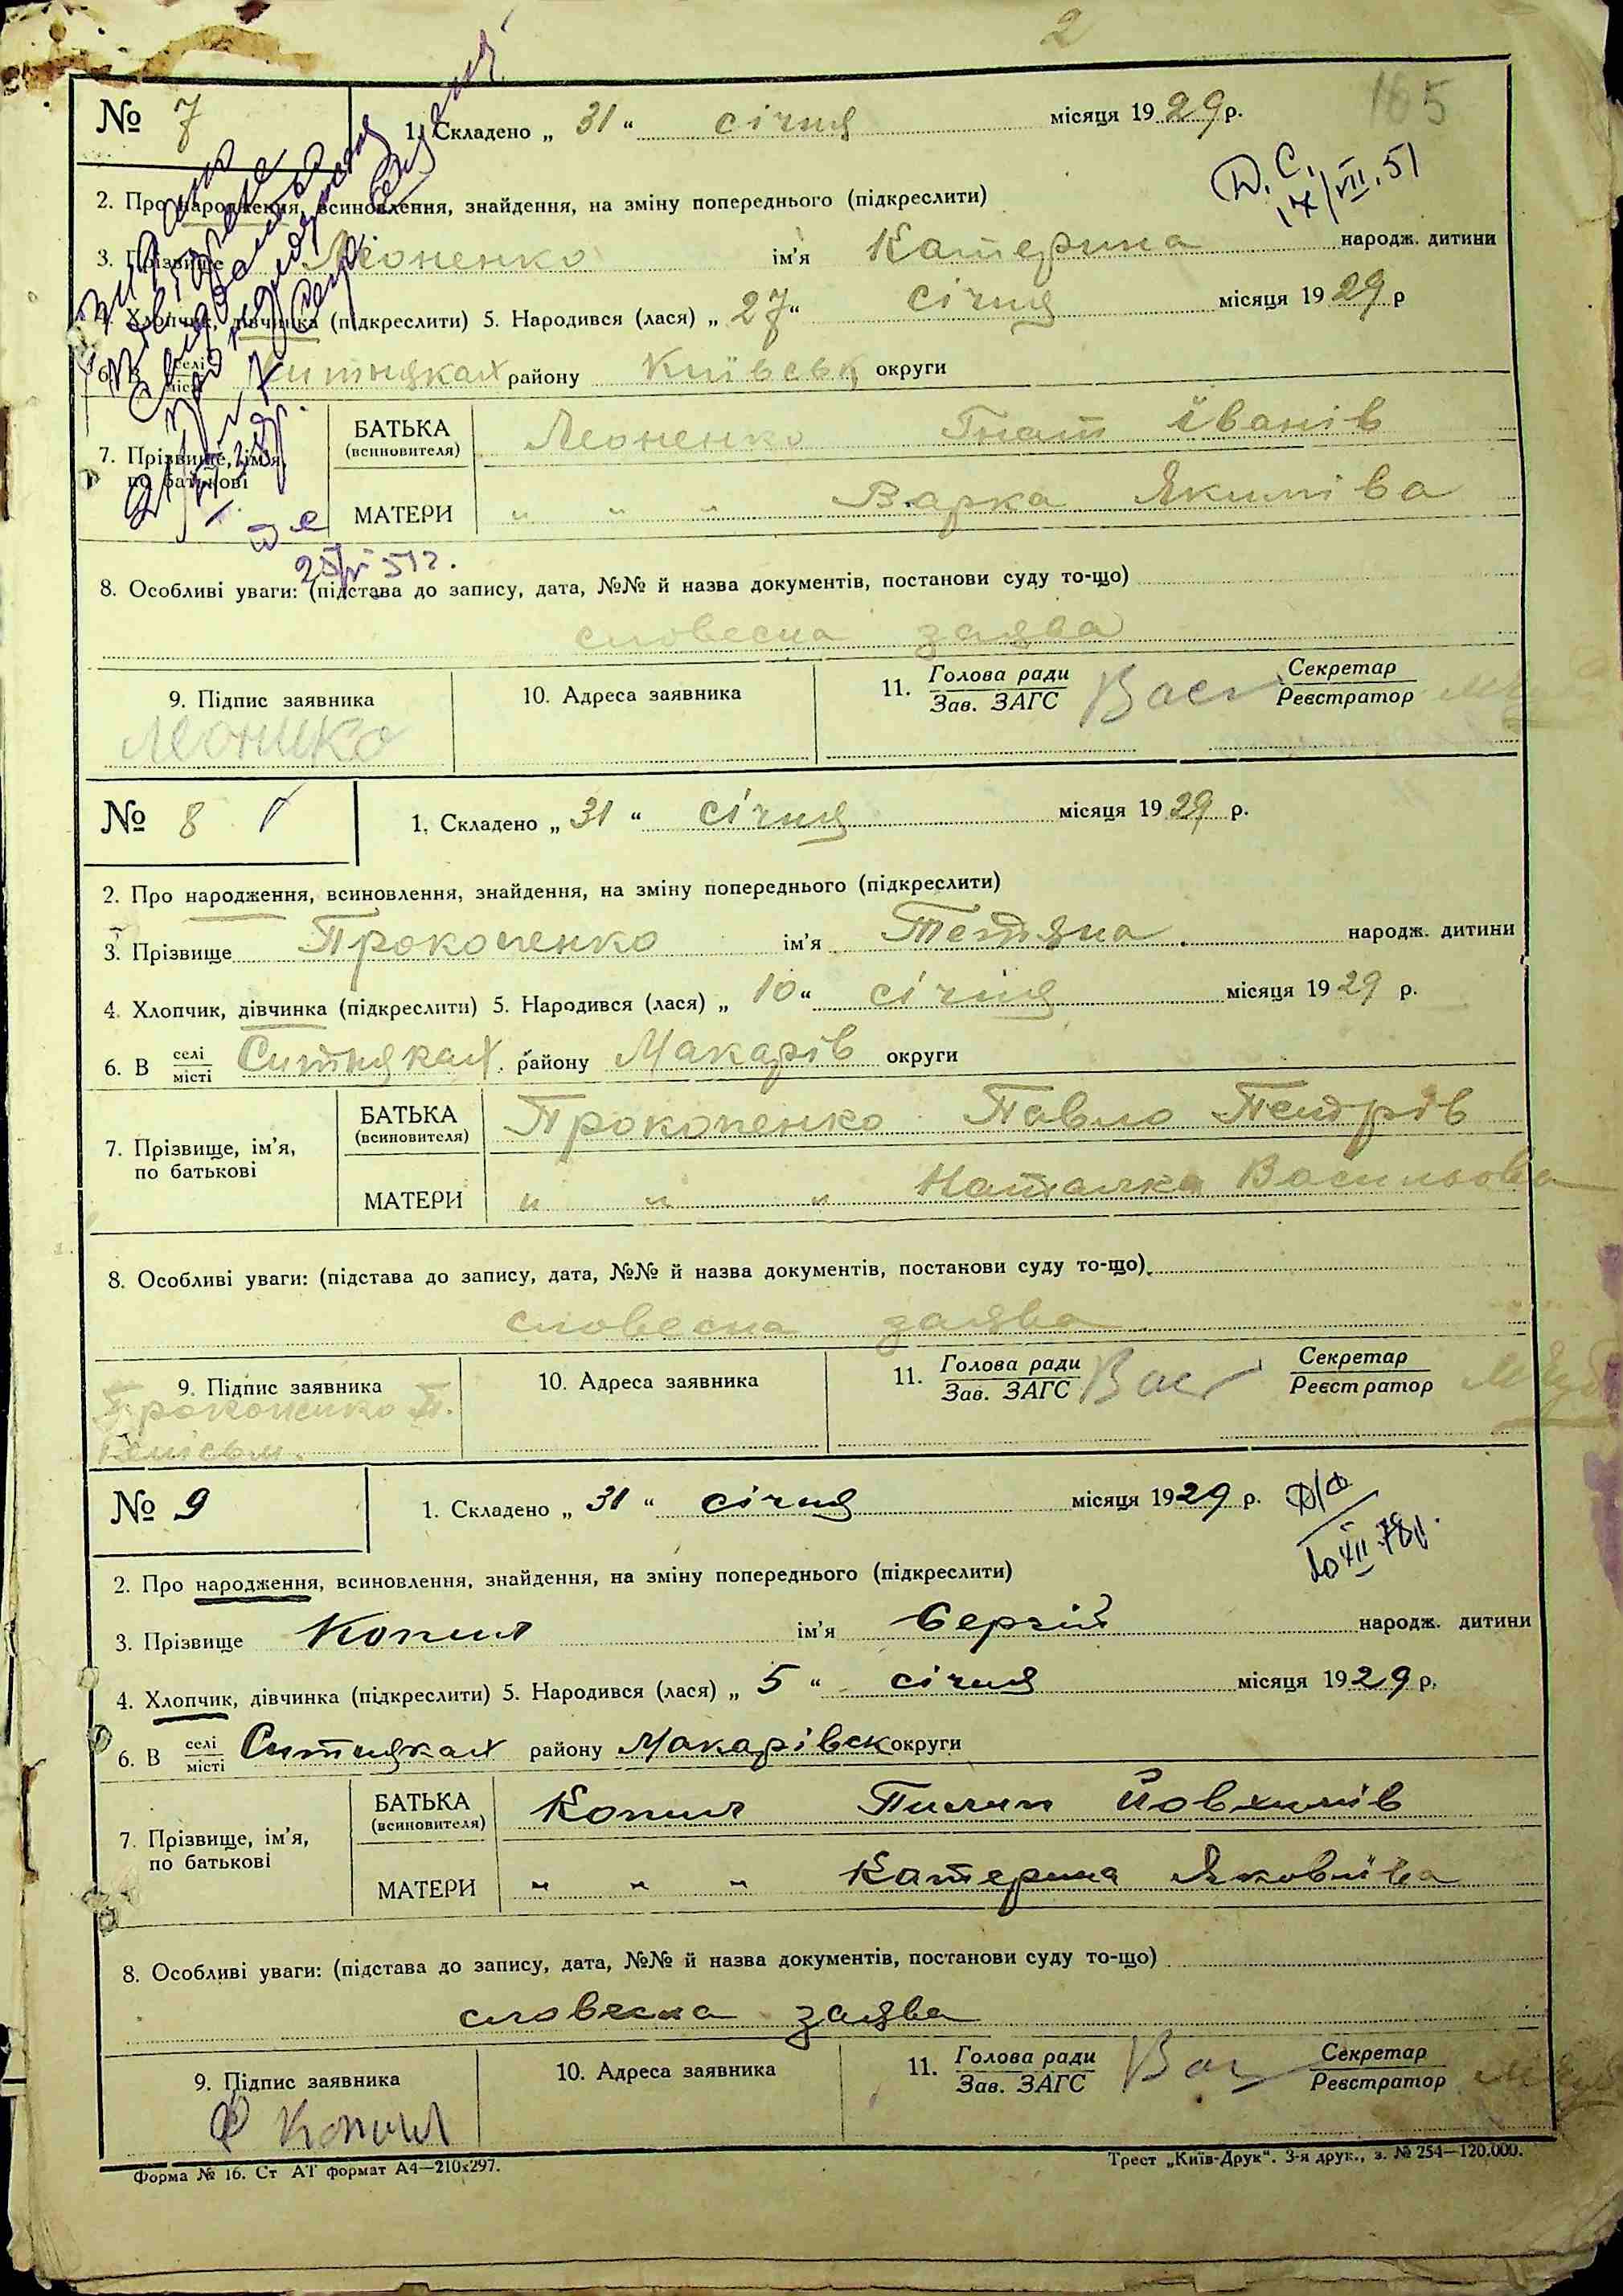 2
165
№ 7
1. Складено „ 31 “ січня місяця 1929 р.
Д.С.
17/VII.51
2. Про народження, всиновлення, знайдення, на зміну попереднього (підкреслити)
3. Прізвище Леоненко ім'я Катерина народж. дитини
4. Хлопчик, дівчинка (підкреслити) 5. Народився (лася) „ 27 “ січня місяця 1929 р
6. В селі місті Ситняках району Київськ округи
7. Прізвище, ім'я, по батькові
БАТЬКА (всиновителя) Леоненко Гнат Іванів
МАТЕРИ „ „ „ Варка Якимівa
8. Особливі уваги: (підстава до запису, дата, №№ й назва документів, постанови суду то-що)
словесна заява
9. Підпис заявника
10. Адреса заявника
11. Голова ради Зав. ЗАГС
Секретар Реєстратор
№ 8
1. Складено „ 31 “ січня місяця 1929 р.
2. Про народження, всиновлення, знайдення, на зміну попереднього (підкреслити)
3. Прізвище Прокопенко ім'я Тетяна народж. дитини
4. Хлопчик, дівчинка (підкреслити) 5. Народився (лася) „ 10 “ січня місяця 1929 р.
6. В селі місті Ситняках району Макарів округи
7. Прізвище, ім'я, по батькові
БАТЬКА (всиновителя) Прокопенко Павло Петрів
МАТЕРИ „ „ „ Наталка Васильова
8. Особливі уваги: (підстава до запису, дата, №№ й назва документів, постанови суду то-що)
словесна заява
9. Підпис заявника
Прокопенко П.
10. Адреса заявника
11. Голова ради Зав. ЗАГС
Секретар Реєстратор
№ 9
1. Складено „ 31 “ січня місяця 1929 р.
2. Про народження, всиновлення, знайдення, на зміну попереднього (підкреслити)
3. Прізвище Копил ім'я Сергій народж. дитини
4. Хлопчик, дівчинка (підкреслити) 5. Народився (лася) „ 5 “ січня місяця 1929 р.
6. В селі місті Ситняках району Макарівськ округи
7. Прізвище, ім'я, по батькові
БАТЬКА (всиновителя) Копил Пилип Йовхимів
МАТЕРИ „ „ „ Катерина Яковліва
8. Особливі уваги: (підстава до запису, дата, №№ й назва документів, постанови суду то-що)
словесна заява
9. Підпис заявника
Копил
10. Адреса заявника
11. Голова ради Зав. ЗАГС
Секретар Реєстратор
Форма № 16. Ст АТ формат А4—210х297.
Трест „Київ-Друк“. 3-я друк., з. № 254—120.000.